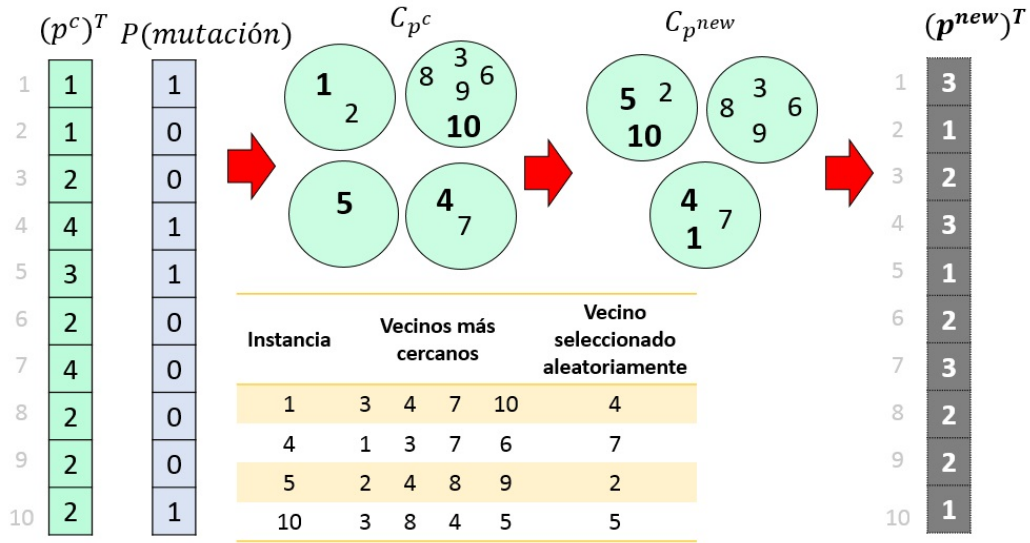 (p^c)^T P(mutación) C_{p^c} C_{p^{new}} (p^{new})^T
1 1 1
2 1 0
3 2 0
4 4 1
5 3 1
6 2 0
7 4 0
8 2 0
9 2 0
10 2 1
1
2
3
8 6
9
10
5
4
7
5 2
10
3
8 6
9
4 7
1
Instancia Vecinos más cercanos Vecino seleccionado aleatoriamente
1 3 4 7 10 4
4 1 3 7 6 7
5 2 4 8 9 2
10 3 8 4 5 5
1 3
2 1
3 2
4 3
5 1
6 2
7 3
8 2
9 2
10 1